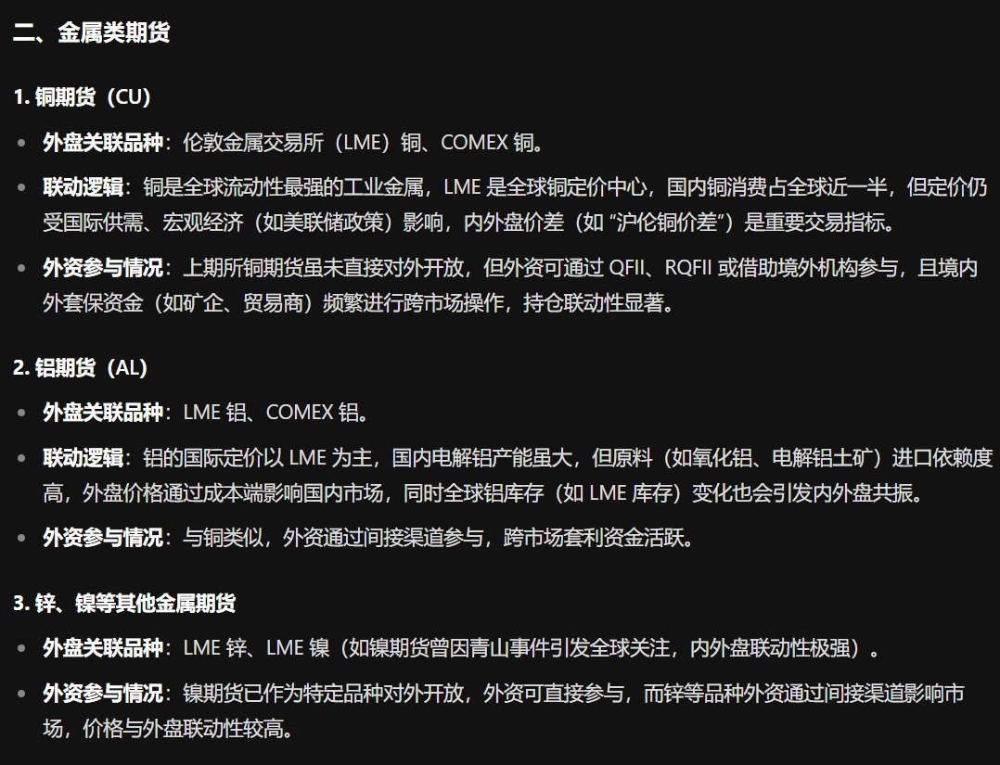 二、金属类期货
1. 铜期货（CU）
外盘关联品种：伦敦金属交易所（LME）铜、COMEX 铜。
联动逻辑：铜是全球流动性最强的工业金属，LME 是全球铜定价中心，国内铜消费占全球近一半，但定价仍
受国际供需、宏观经济（如美联储政策）影响，内外盘价差（如 “沪伦铜价差”）是重要交易指标。
外资参与情况：上期所铜期货虽未直接对外开放，但外资可通过 QFII、RQFII 或借助境外机构参与，且境内
外套保资金（如矿企、贸易商）频繁进行跨市场操作，持仓联动性显著。
2. 铝期货（AL）
外盘关联品种：LME 铝、COMEX 铝。
联动逻辑：铝的国际定价以 LME 为主，国内电解铝产能虽大，但原料（如氧化铝、电解铝土矿）进口依赖度
高，外盘价格通过成本端影响国内市场，同时全球铝库存（如 LME 库存）变化也会引发内外盘共振。
外资参与情况：与铜类似，外资通过间接渠道参与，跨市场套利资金活跃。
3. 锌、镍等其他金属期货
外盘关联品种：LME 锌、LME 镍（如镍期货曾因青山事件引发全球关注，内外盘联动性极强）。
外资参与情况：镍期货已作为特定品种对外开放，外资可直接参与，而锌等品种外资通过间接渠道影响市
场，价格与外盘联动性较高。